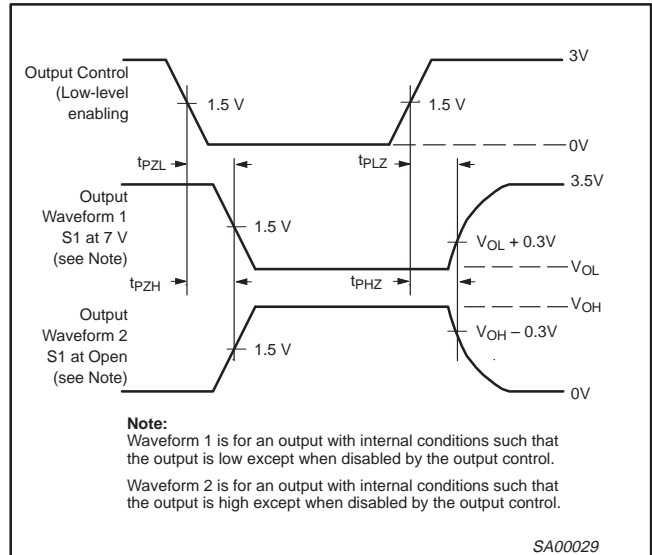 3V
Output Control
(Low-level
enabling
1.5 V
1.5 V
0V
tPZL
tPLZ
3.5V
Output
Waveform 1
S1 at 7 V
(see Note)
1.5 V
VOL + 0.3V
VOL
tPZH
tPHZ
VOH
Output
Waveform 2
S1 at Open
(see Note)
1.5 V
VOH – 0.3V
0V
Note:
Waveform 1 is for an output with internal conditions such that
the output is low except when disabled by the output control.
Waveform 2 is for an output with internal conditions such that
the output is high except when disabled by the output control.
SA00029